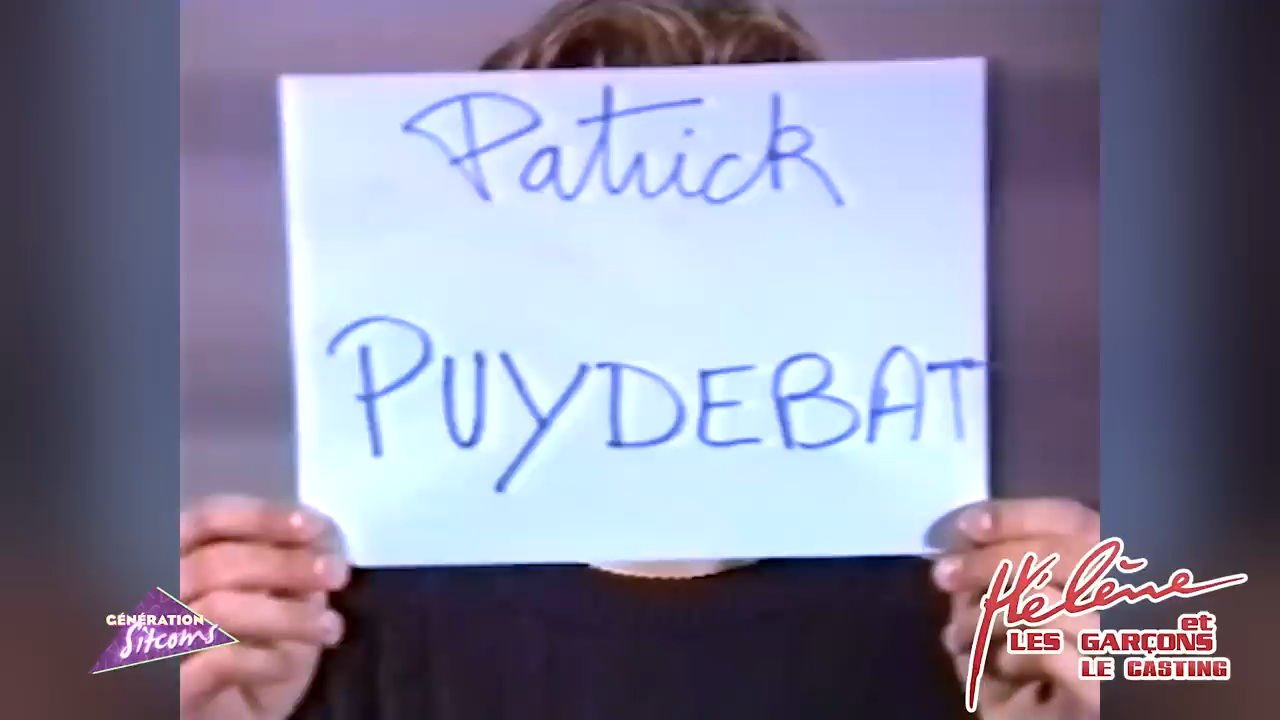 Patrick
PUYDEBAT
GÉNÉRATION
Sitcoms
Hélène
et
LES GARÇONS
LE CASTING